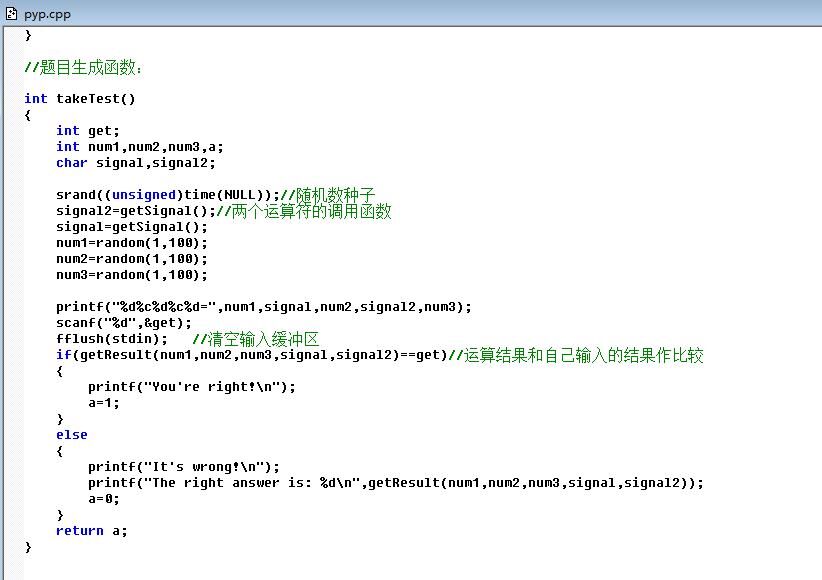 pyp.cpp
}
//题目生成函数:
int takeTest()
{
    int get;
    int num1,num2,num3,a;
    char signal,signal2;
    srand((unsigned)time(NULL));//随机数种子
    signal2=getSignal();//两个运算符的调用函数
    signal=getSignal();
    num1=random(1,100);
    num2=random(1,100);
    num3=random(1,100);
    printf("%d%c%d%c%d=",num1,signal,num2,signal2,num3);
    scanf("%d",&get);
    fflush(stdin);   //清空输入缓冲区
    if(getResult(num1,num2,num3,signal,signal2)==get)//运算结果和自己输入的结果作比较
    {
        printf("You're right!\n");
        a=1;
    }
    else
    {
        printf("It's wrong!\n");
        printf("The right answer is: %d\n",getResult(num1,num2,num3,signal,signal2));
        a=0;
    }
    return a;
}